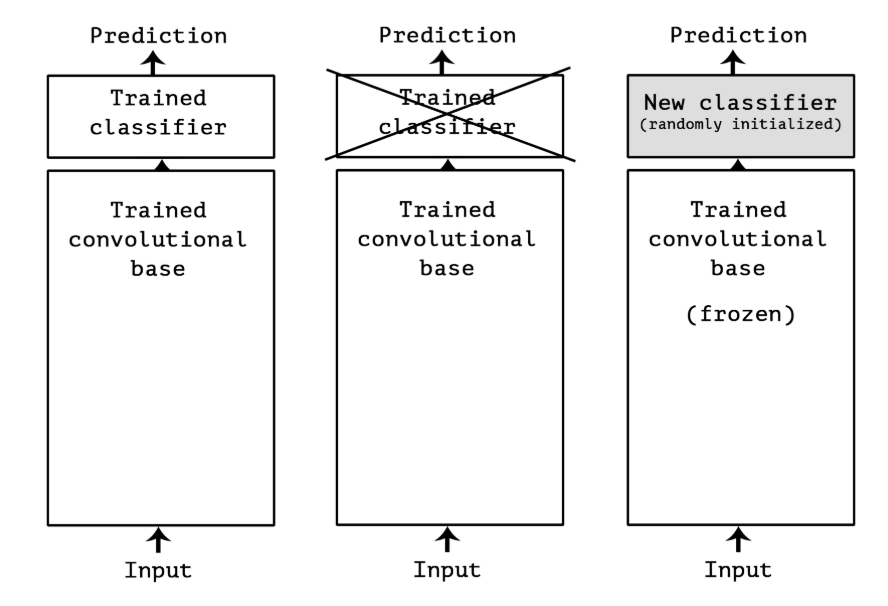 Prediction
Trained
classifier
Trained
convolutional
base
Input
Prediction
Trained
classifier
Trained
convolutional
base
Input
Prediction
New classifier
(randomly initialized)
Trained
convolutional
base
(frozen)
Input